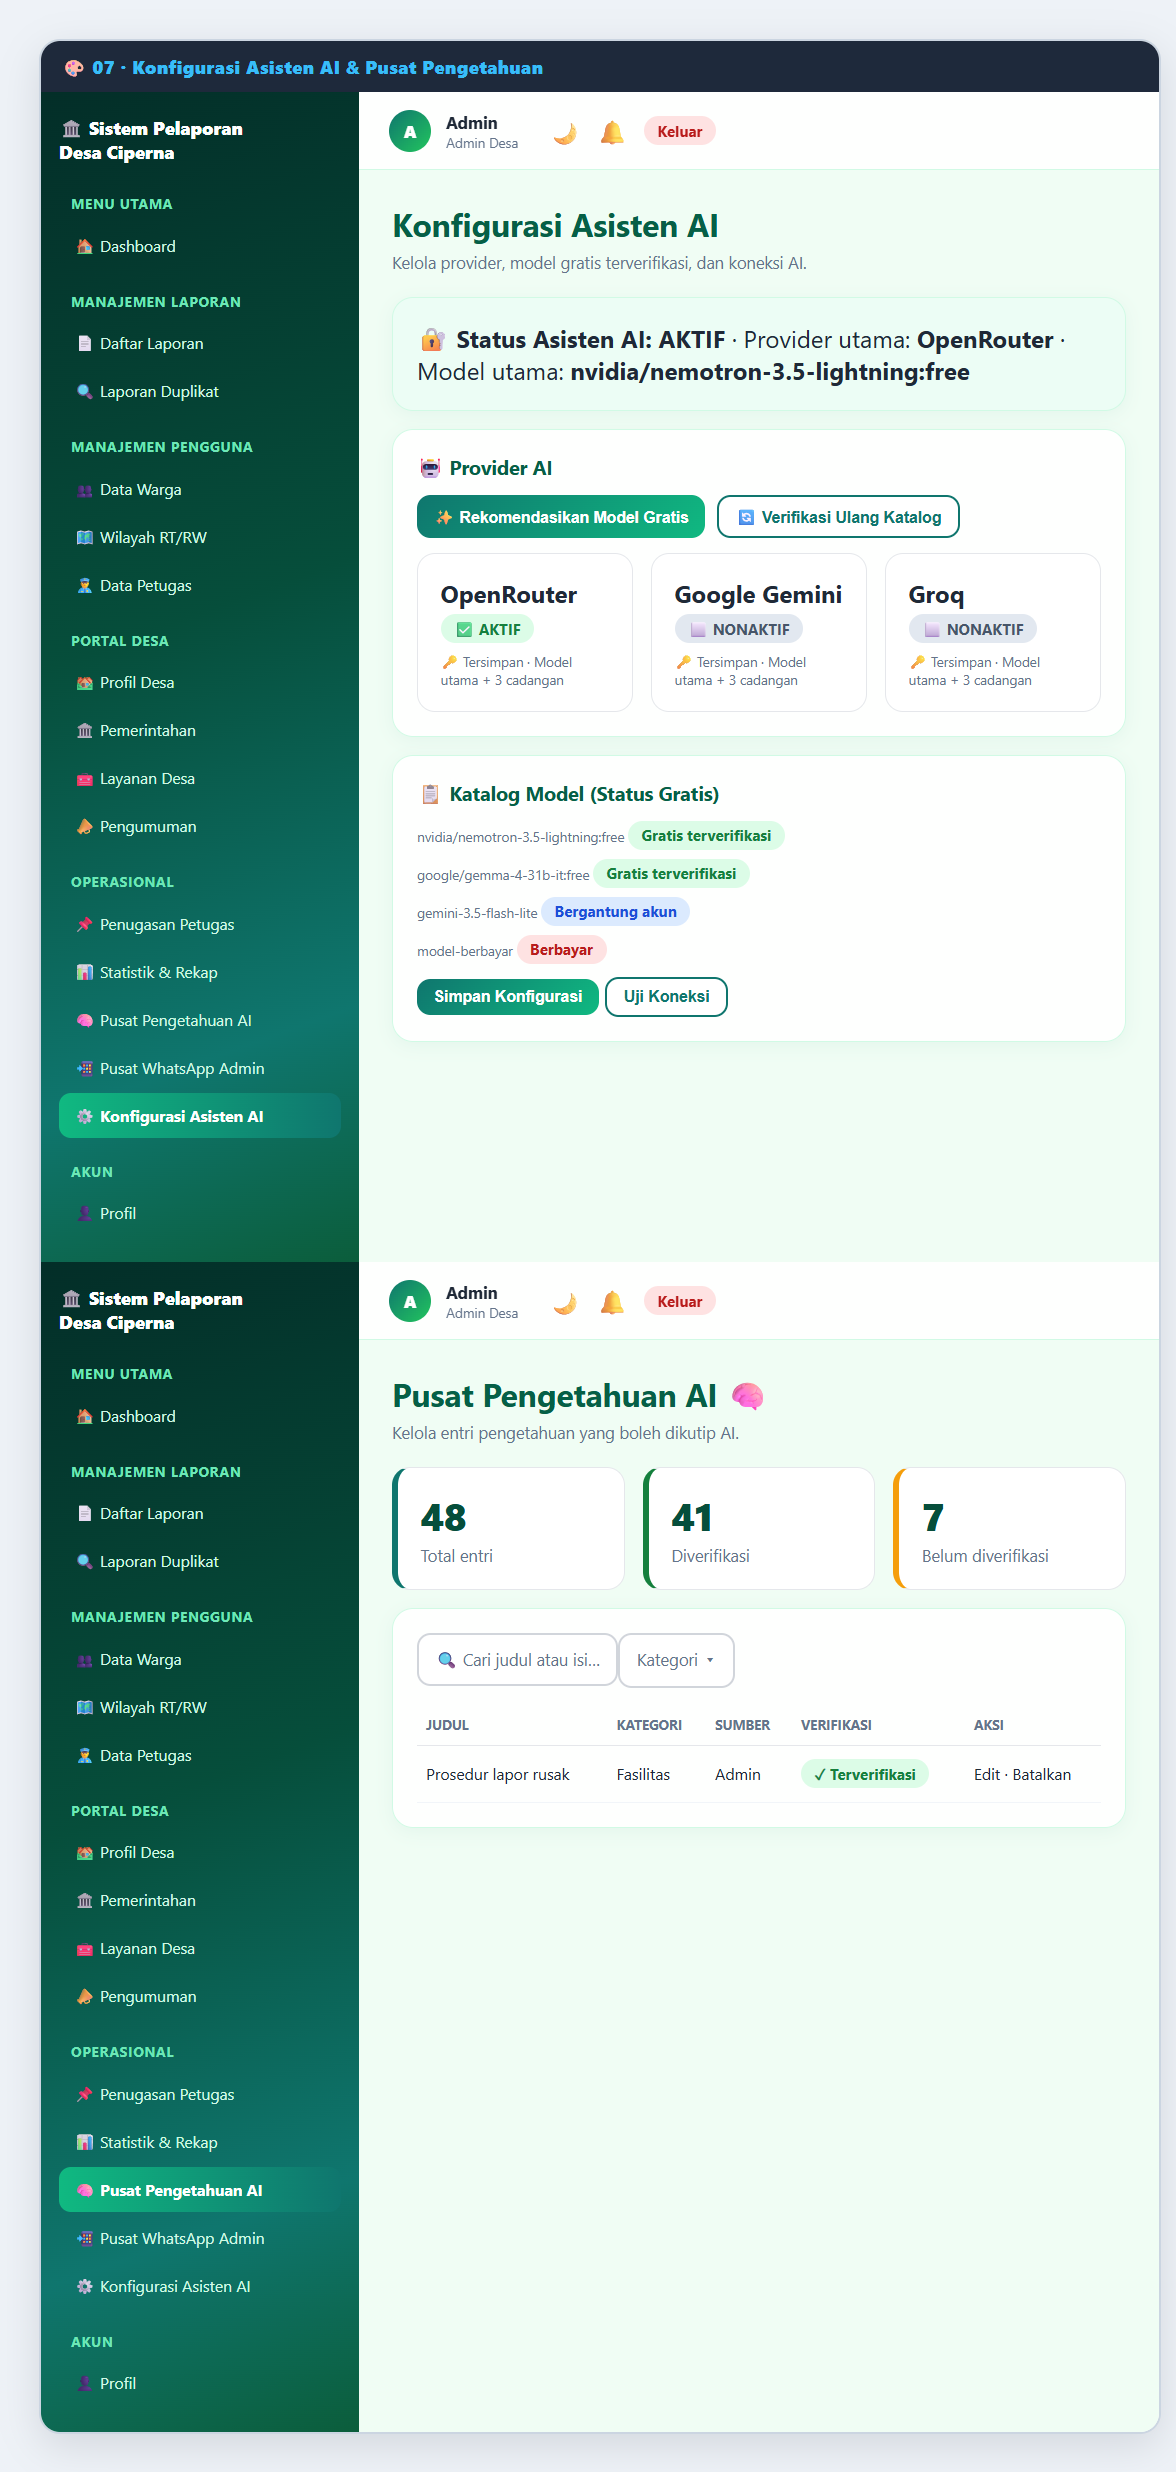 07 · Konfigurasi Asisten AI & Pusat Pengetahuan
Sistem Pelaporan
Desa Ciperna
MENU UTAMA
Dashboard
MANAJEMEN LAPORAN
Daftar Laporan
Laporan Duplikat
MANAJEMEN PENGGUNA
Data Warga
Wilayah RT/RW
Data Petugas
PORTAL DESA
Profil Desa
Pemerintahan
Layanan Desa
Pengumuman
OPERASIONAL
Penugasan Petugas
Statistik & Rekap
Pusat Pengetahuan AI
Pusat WhatsApp Admin
Konfigurasi Asisten AI
AKUN
Profil
A
Admin
Admin Desa
Keluar
Konfigurasi Asisten AI
Kelola provider, model gratis terverifikasi, dan koneksi AI.
Status Asisten AI: AKTIF · Provider utama: OpenRouter ·
Model utama: nvidia/nemotron-3.5-lightning:free
Provider AI
Rekomendasikan Model Gratis
Verifikasi Ulang Katalog
OpenRouter
AKTIF
Tersimpan · Model
utama + 3 cadangan
Google Gemini
NONAKTIF
Tersimpan · Model
utama + 3 cadangan
Groq
NONAKTIF
Tersimpan · Model
utama + 3 cadangan
Katalog Model (Status Gratis)
nvidia/nemotron-3.5-lightning:free Gratis terverifikasi
google/gemma-4-31b-it:free Gratis terverifikasi
gemini-3.5-flash-lite Bergantung akun
model-berbayar Berbayar
Simpan Konfigurasi
Uji Koneksi
Sistem Pelaporan
Desa Ciperna
MENU UTAMA
Dashboard
MANAJEMEN LAPORAN
Daftar Laporan
Laporan Duplikat
MANAJEMEN PENGGUNA
Data Warga
Wilayah RT/RW
Data Petugas
PORTAL DESA
Profil Desa
Pemerintahan
Layanan Desa
Pengumuman
OPERASIONAL
Penugasan Petugas
Statistik & Rekap
Pusat Pengetahuan AI
Pusat WhatsApp Admin
Konfigurasi Asisten AI
AKUN
Profil
A
Admin
Admin Desa
Keluar
Pusat Pengetahuan AI
Kelola entri pengetahuan yang boleh dikutip AI.
48
Total entri
41
Diverifikasi
7
Belum diverifikasi
Cari judul atau isi...
Kategori
JUDUL KATEGORI SUMBER VERIFIKASI AKSI
Prosedur lapor rusak Fasilitas Admin ✓ Terverifikasi Edit · Batalkan